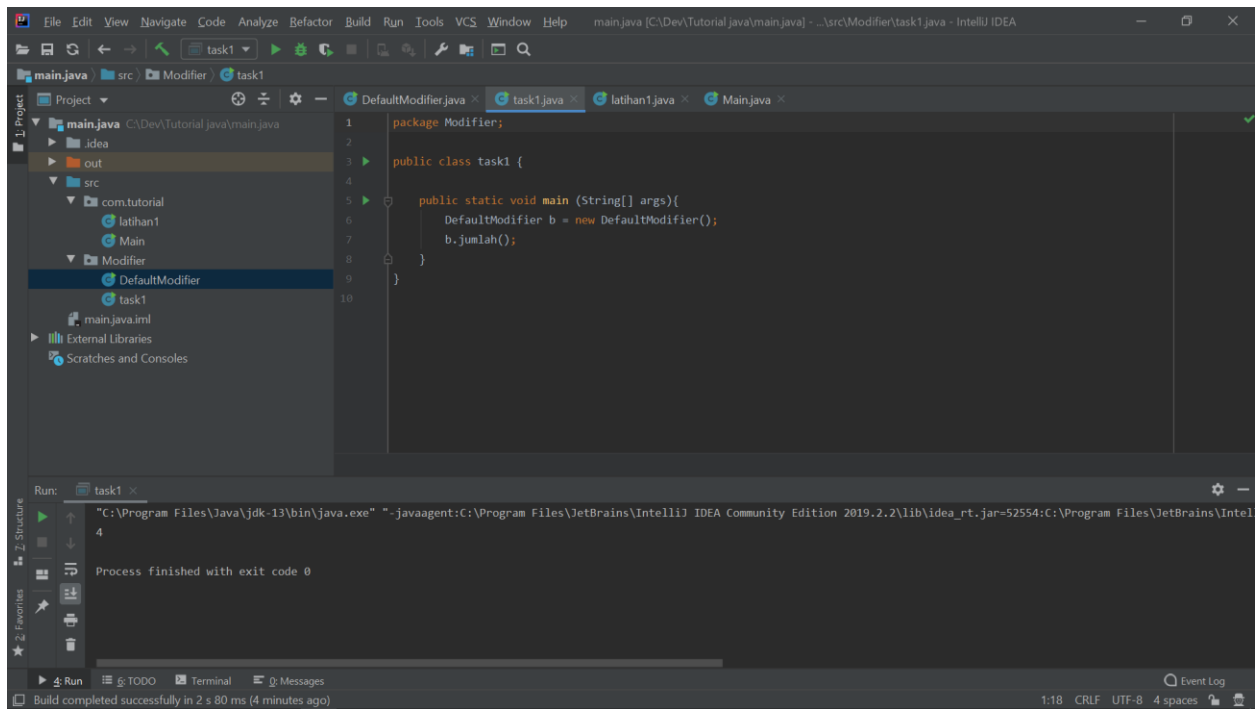 File Edit View Navigate Code Analyze Refactor Build Run Tools VCS Window Help main.java [C:\Dev\Tutorial java\main.java] - ...\src\Modifier\task1.java - IntelliJ IDEA
task1
main.java src Modifier task1
1: Project
Project
DefaultModifier.java task1.java latihan1.java Main.java
main.java C:\Dev\Tutorial java\main.java
.idea
out
src
com.tutorial
latihan1
Main
Modifier
DefaultModifier
task1
main.java.iml
External Libraries
Scratches and Consoles
1 package Modifier;
2
3 public class task1 {
4
5 public static void main (String[] args){
6 DefaultModifier b = new DefaultModifier();
7 b.jumlah();
8 }
9 }
10
Run: task1
"C:\Program Files\Java\jdk-13\bin\java.exe" "-javaagent:C:\Program Files\JetBrains\IntelliJ IDEA Community Edition 2019.2.2\lib\idea_rt.jar=52554:C:\Program Files\JetBrains\Intel
4
Process finished with exit code 0
Z: Structure
2: Favorites
4: Run 6: TODO Terminal 0: Messages Event Log
Build completed successfully in 2 s 80 ms (4 minutes ago) 1:18 CRLF UTF-8 4 spaces